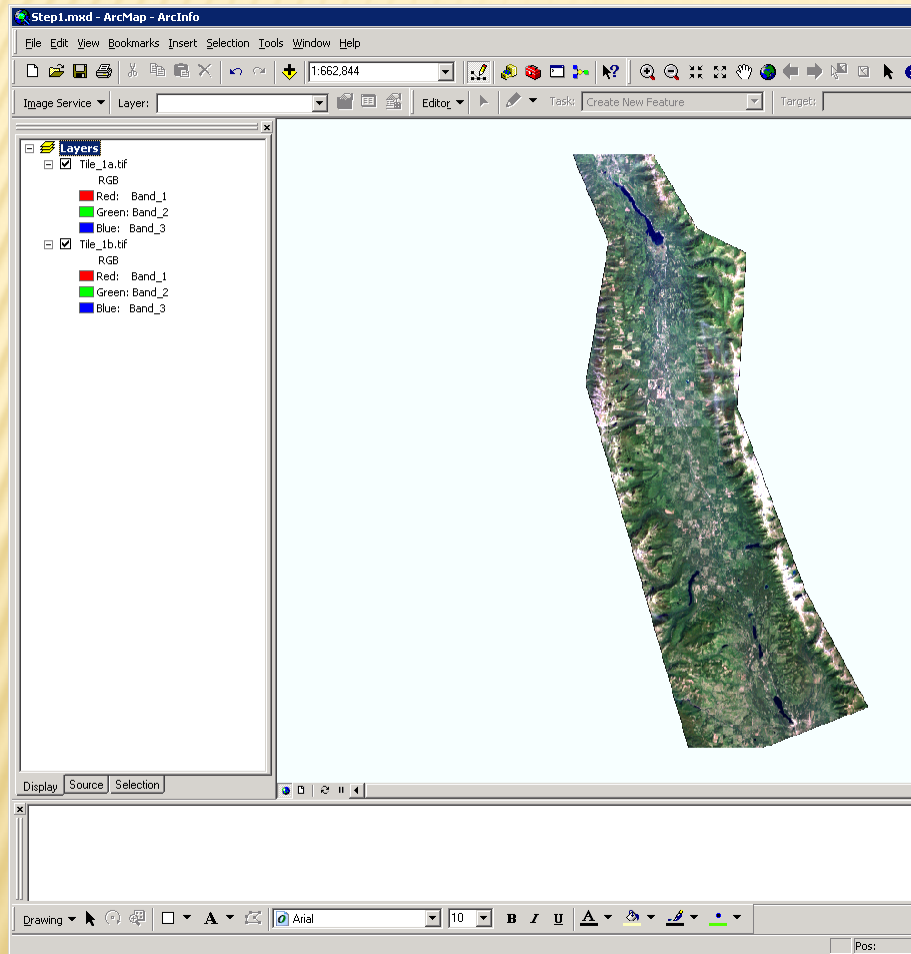 Step1.mxd - ArcMap - ArcInfo
File Edit View Bookmarks Insert Selection Tools Window Help
1:662,844
Image Service Layer: Editor Task: Create New Feature Target:
Layers
Tile_1a.tif
RGB
Red: Band_1
Green: Band_2
Blue: Band_3
Tile_1b.tif
RGB
Red: Band_1
Green: Band_2
Blue: Band_3
Display Source Selection
Drawing A Arial 10 B I U A
Pos: